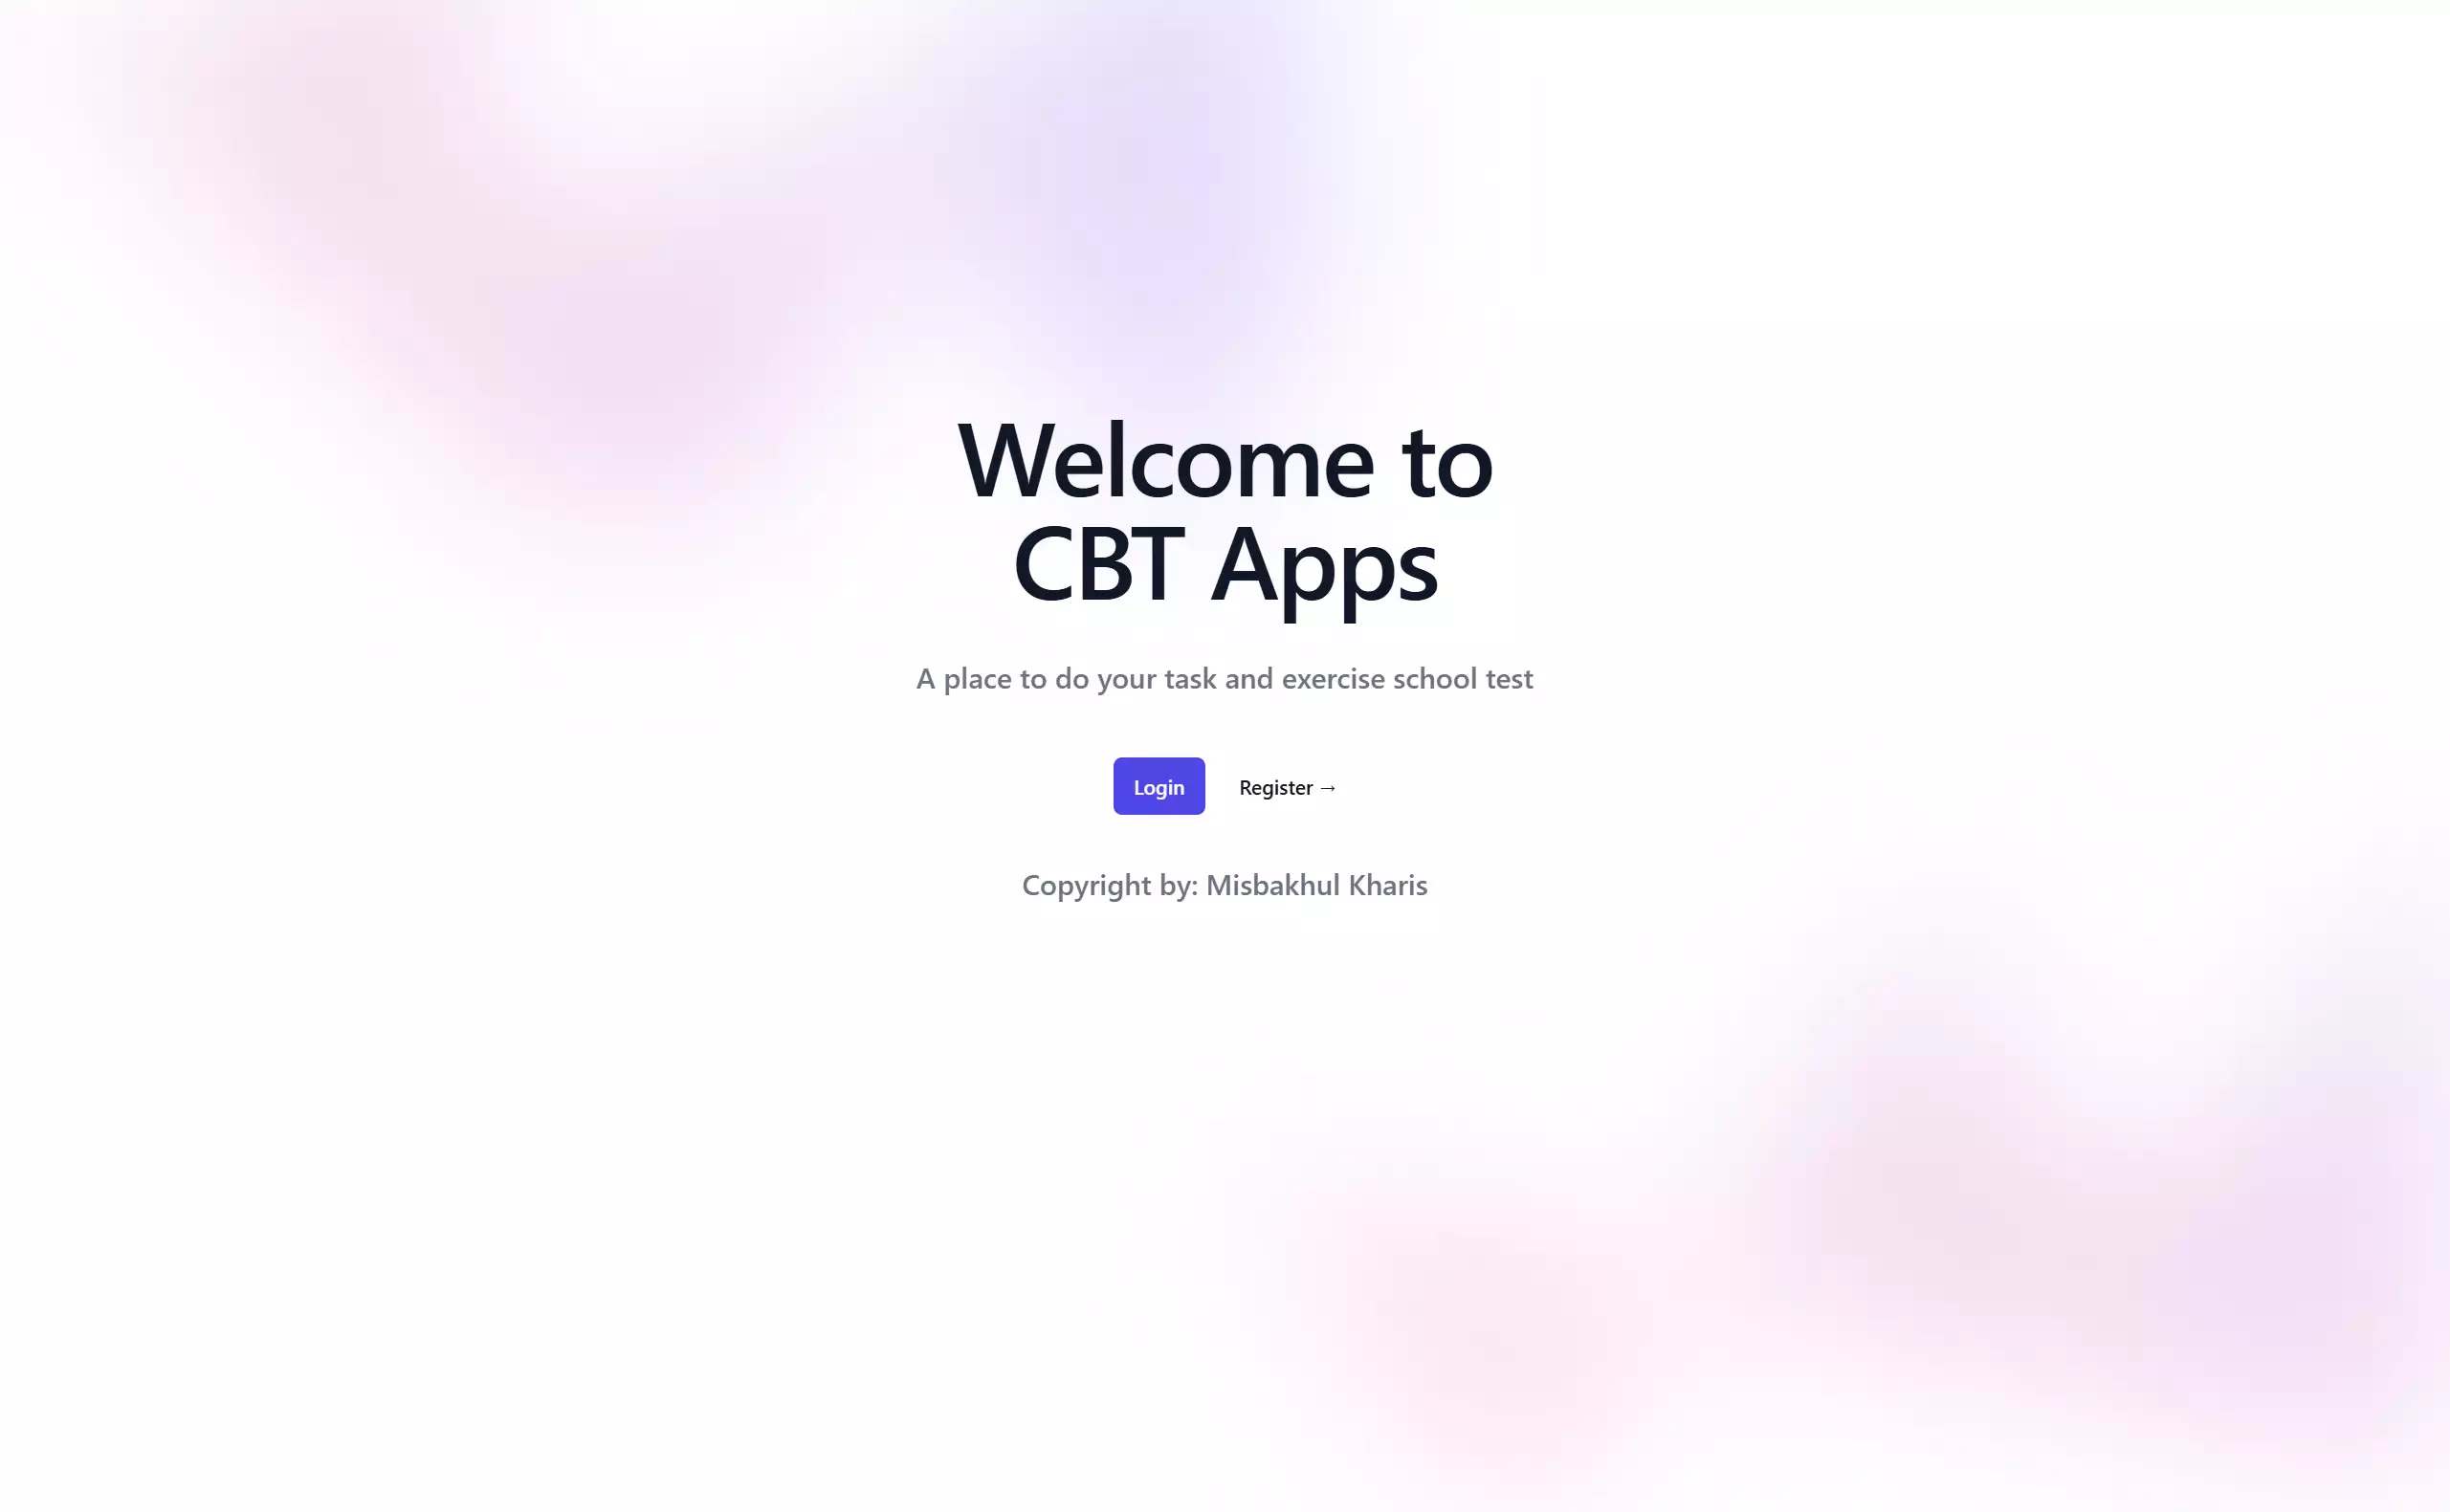 Welcome to
CBT Apps
A place to do your task and exercise school test
Login
Register →
Copyright by: Misbakhul Kharis